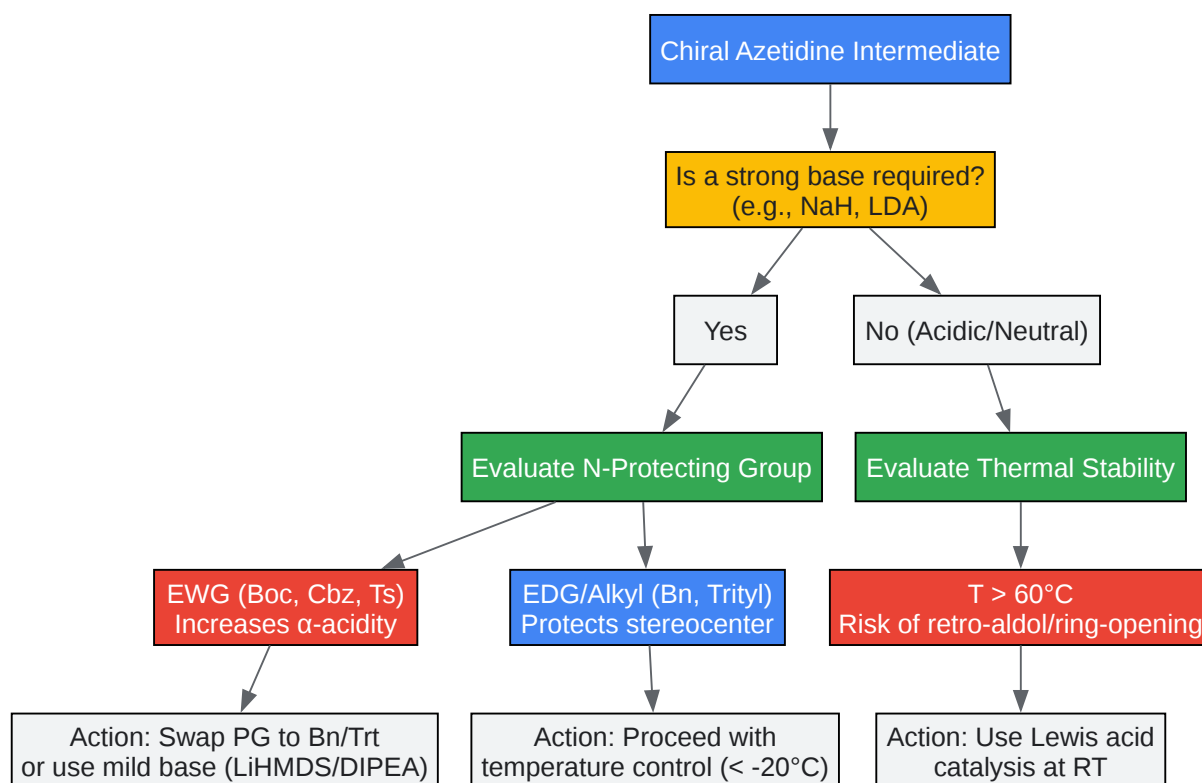 Chiral Azetidine Intermediate
Is a strong base required?
(e.g., NaH, LDA)
Yes
No (Acidic/Neutral)
Evaluate N-Protecting Group
Evaluate Thermal Stability
EWG (Boc, Cbz, Ts)
Increases α-acidity
EDG/Alkyl (Bn, Trityl)
Protects stereocenter
T > 60°C
Risk of retro-aldol/ring-opening
Action: Swap PG to Bn/Trt
or use mild base (LiHMDS/DIPEA)
Action: Proceed with
temperature control (< -20°C)
Action: Use Lewis acid
catalysis at RT